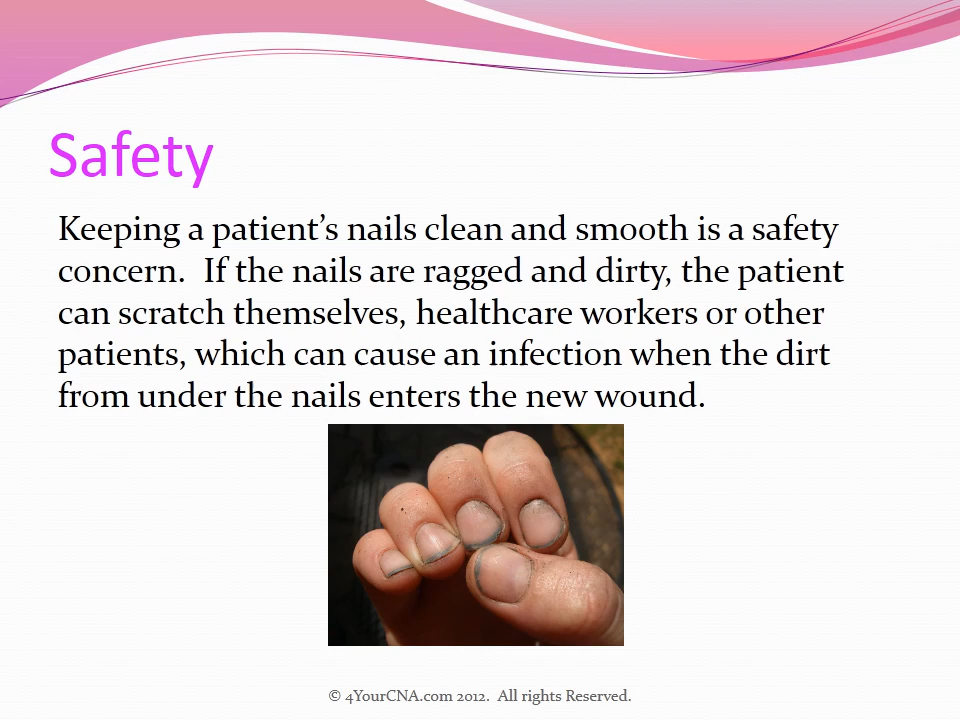 Safety
Keeping a patient’s nails clean and smooth is a safety
concern.  If the nails are ragged and dirty, the patient
can scratch themselves, healthcare workers or other
patients, which can cause an infection when the dirt
from under the nails enters the new wound.
© 4YourCNA.com 2012.  All rights Reserved.